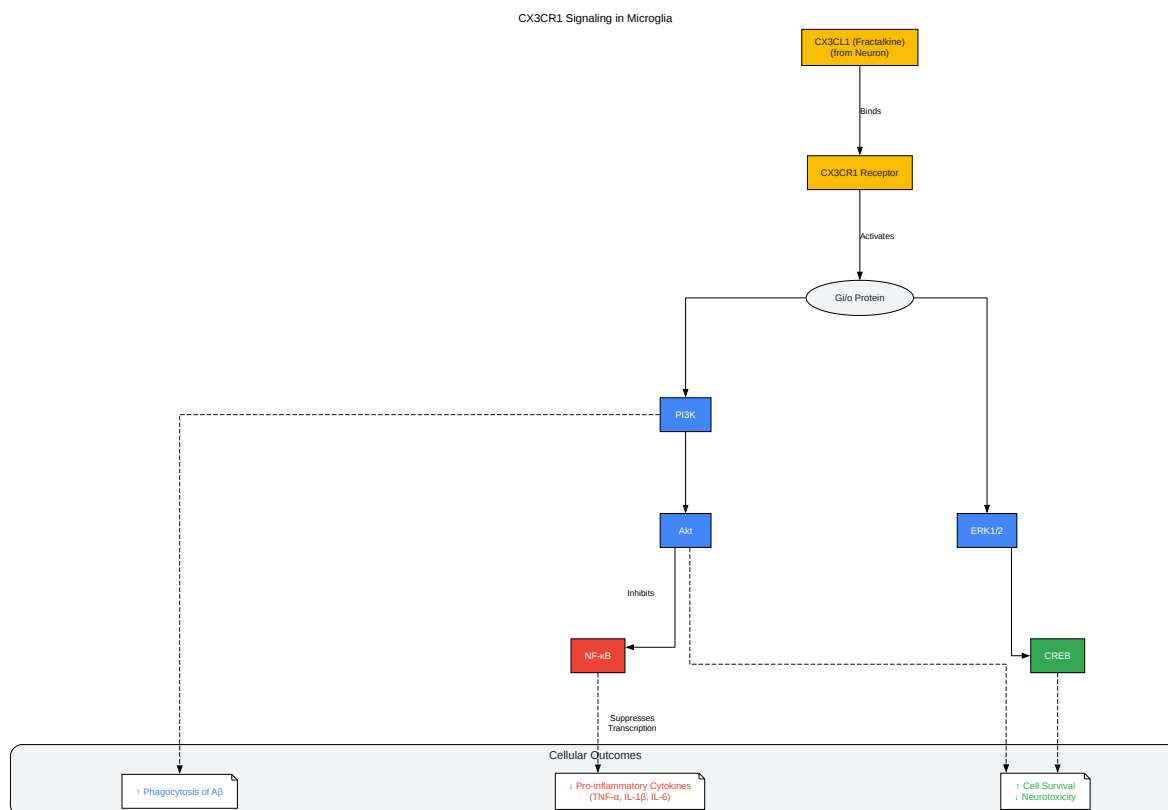 CX3CR1 Signaling in Microglia
CX3CL1 (Fractalkine)
(from Neuron)
Binds
CX3CR1 Receptor
Activates
Gi/o Protein
PI3K
Akt
ERK1/2
Inhibits
NF-κB
CREB
Suppresses
Transcription
Cellular Outcomes
↑ Phagocytosis of Aβ
↓ Pro-inflammatory Cytokines
(TNF-α, IL-1β, IL-6)
↑ Cell Survival
↓ Neurotoxicity